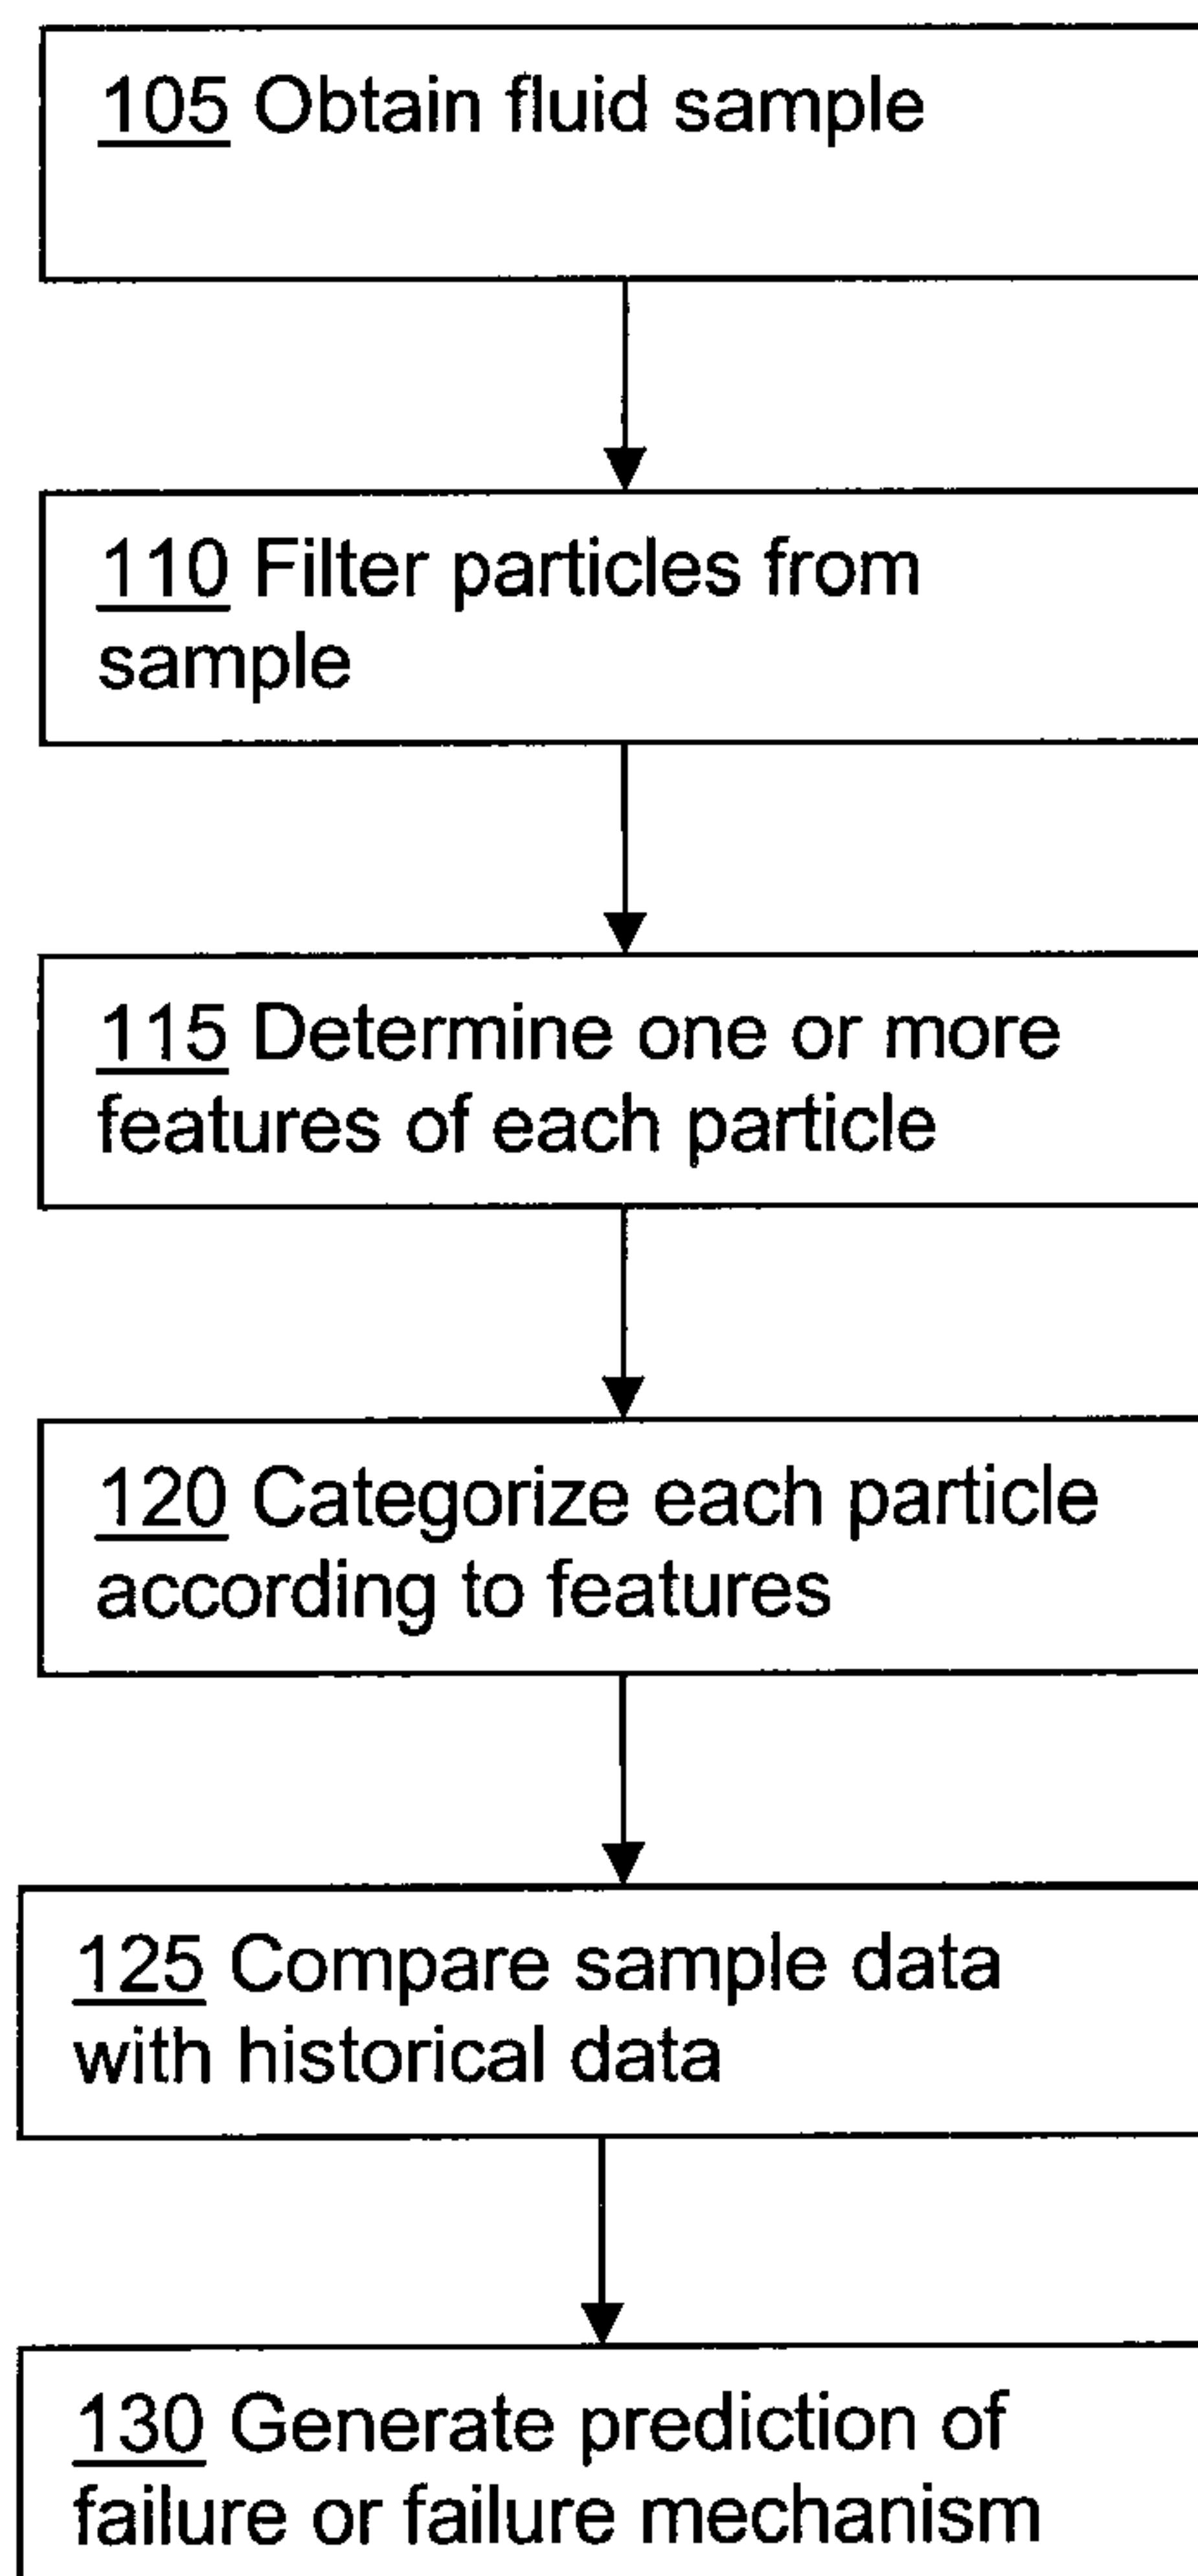 105 Obtain fluid sample
110 Filter particles from
sample
115 Determine one or more
features of each particle
120 Categorize each particle
according to features
125 Compare sample data
with historical data
130 Generate prediction of
failure or failure mechanism